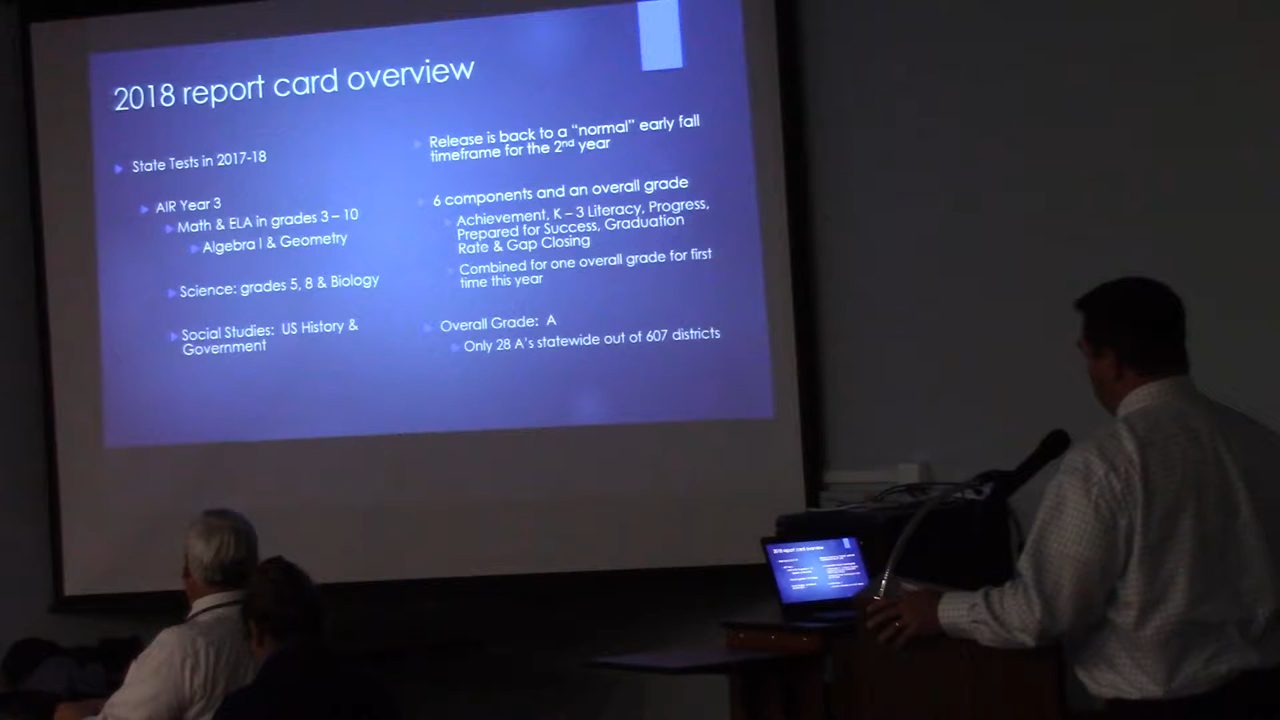 2018 report card overview
State Tests in 2017-18
AIR Year 3
Math & ELA in grades 3 – 10
Algebra I & Geometry
Science: grades 5, 8 & Biology
Social Studies: US History &
Government
Release is back to a “normal” early fall
timeframe for the 2nd year
6 components and an overall grade
Achievement, K – 3 Literacy, Progress,
Prepared for Success, Graduation
Rate & Gap Closing
Combined for one overall grade for first
time this year
Overall Grade: A
Only 28 A's statewide out of 607 districts
2018 report card overview